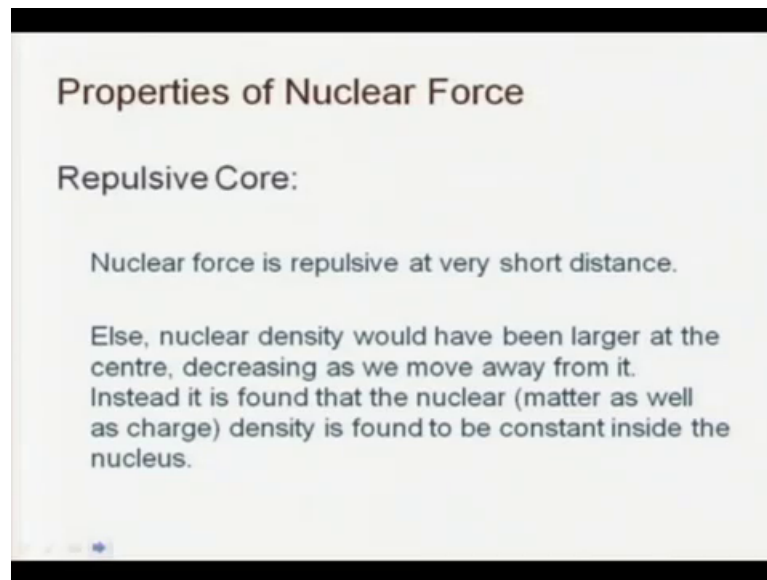 Properties of Nuclear Force
Repulsive Core:
Nuclear force is repulsive at very short distance.
Else, nuclear density would have been larger at the
centre, decreasing as we move away from it.
Instead it is found that the nuclear (matter as well
as charge) density is found to be constant inside the
nucleus.